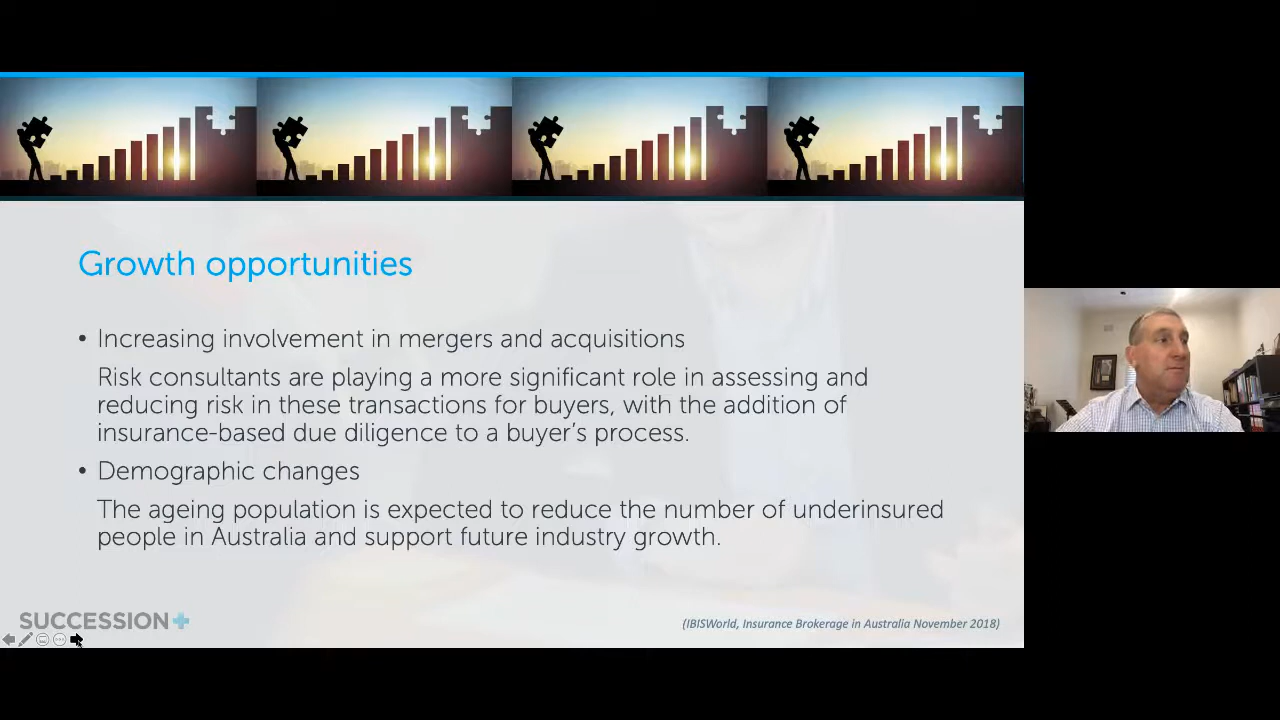 Growth opportunities
• Increasing involvement in mergers and acquisitions
Risk consultants are playing a more significant role in assessing and
reducing risk in these transactions for buyers, with the addition of
insurance-based due diligence to a buyer's process.
• Demographic changes
The ageing population is expected to reduce the number of underinsured
people in Australia and support future industry growth.
SUCCESSION+
(IBISWorld, Insurance Brokerage in Australia November 2018)